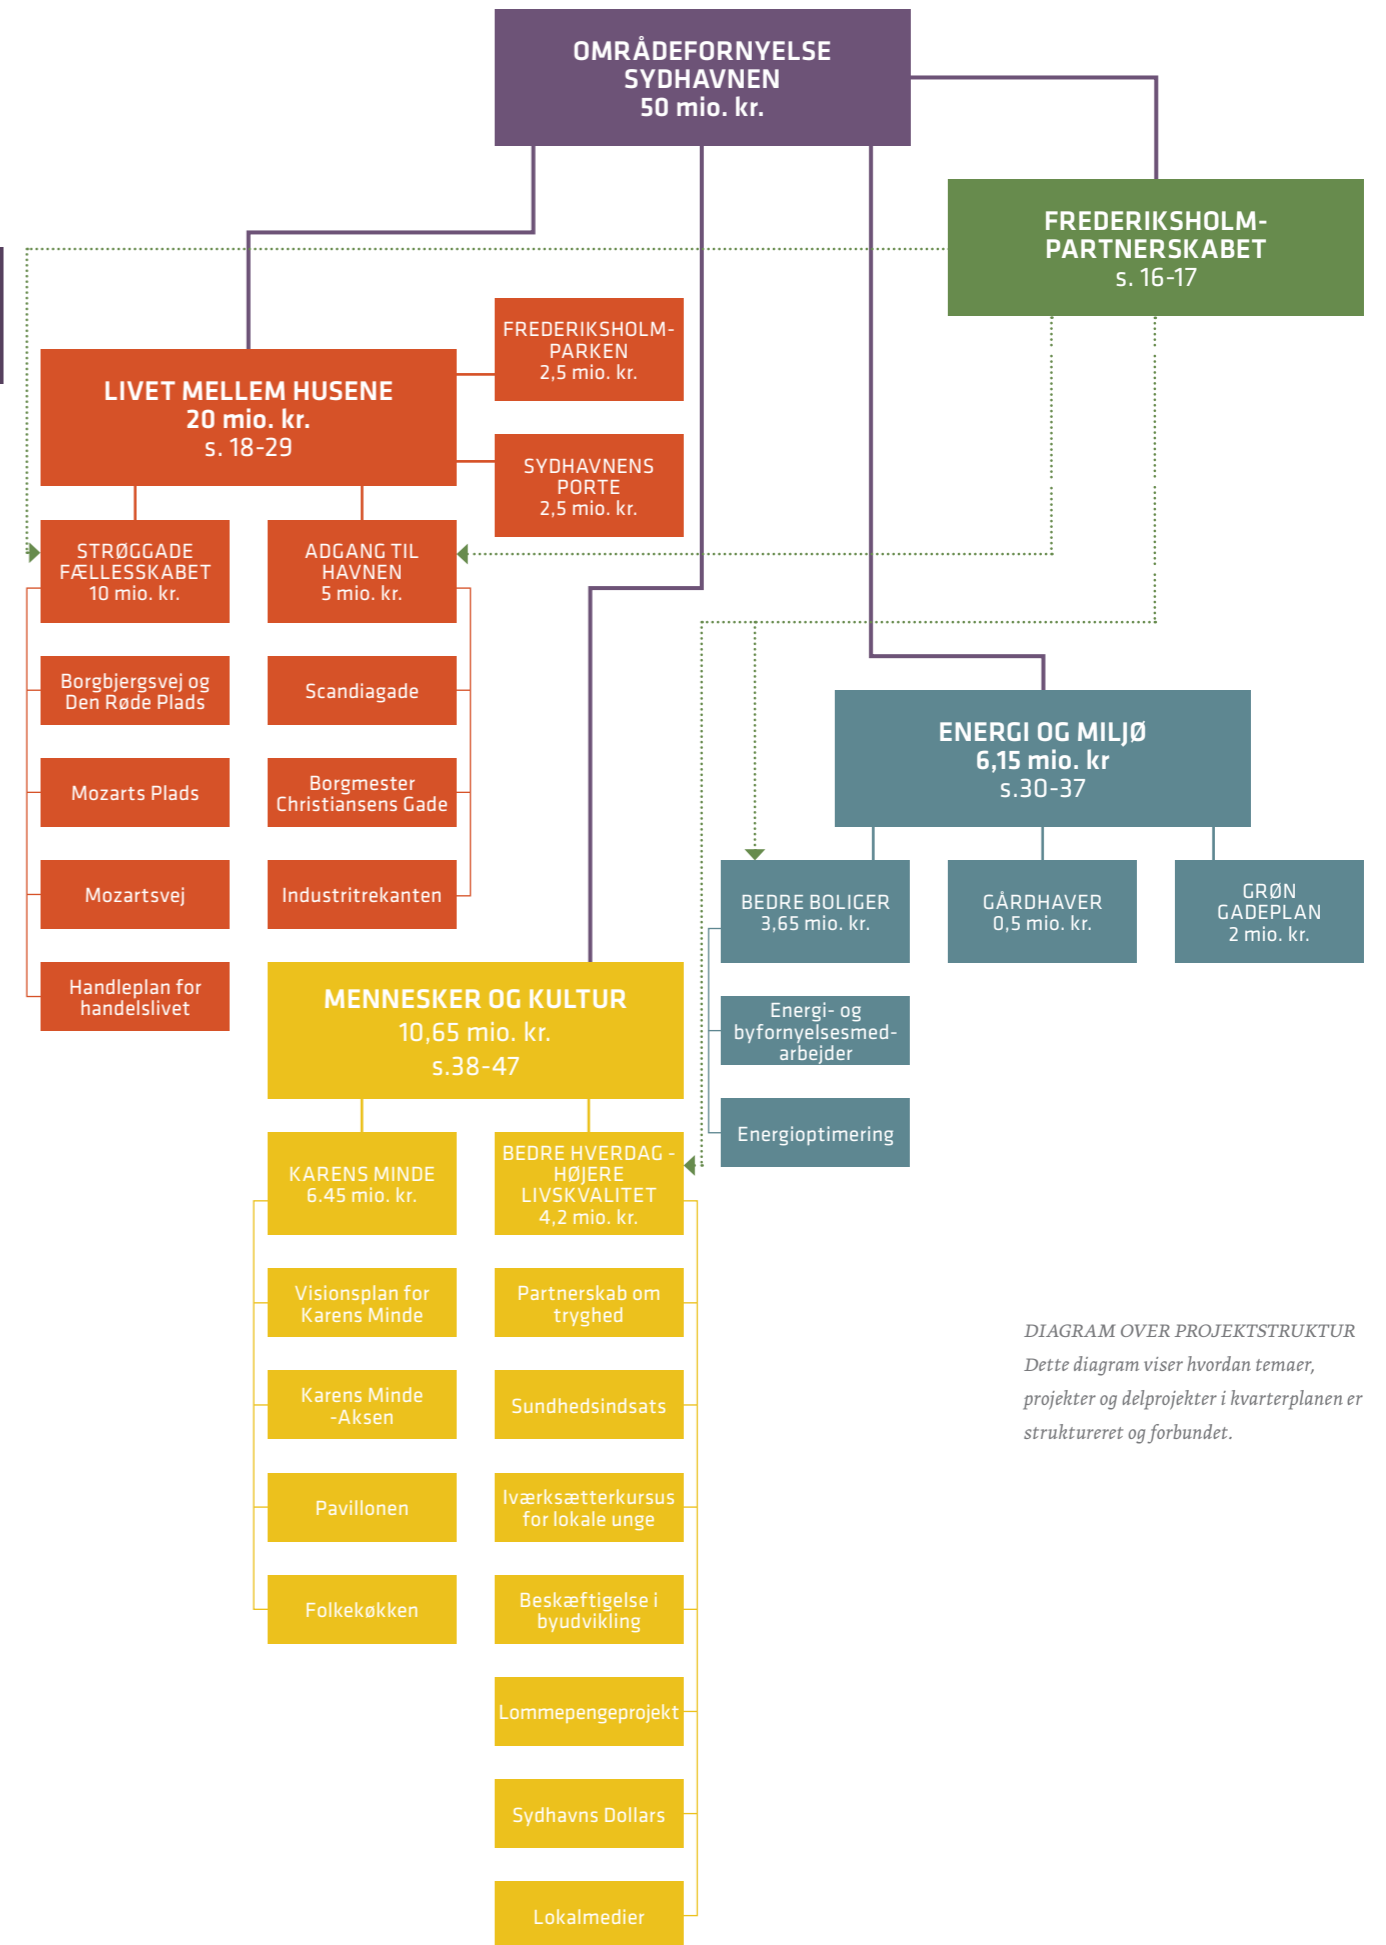 OMRÅDEFORNYELSE
SYDHAVNEN
50 mio. kr.
FREDERIKSHOLM-
PARTNERSKABET
s. 16-17
LIVET MELLEM HUSENE
20 mio. kr.
s. 18-29
FREDERIKSHOLM-
PARKEN
2,5 mio. kr.
SYDHAVNENS
PORTE
2,5 mio. kr.
STRØGGADE
FÆLLESSKABET
10 mio. kr.
Borgbjergsvej og
Den Røde Plads
Mozarts Plads
Mozartsvej
Handleplan for
handelslivet
ADGANG TIL
HAVNEN
5 mio. kr.
Scandiagade
Borgmester
Christiansens Gade
Industritrekanten
ENERGI OG MILJØ
6,15 mio. kr
s.30-37
BEDRE BOLIGER
3,65 mio. kr.
Energi- og
byfornyelsesmed-
arbejder
Energioptimering
GÅRDHAVER
0,5 mio. kr.
GRØN
GADEPLAN
2 mio. kr.
MENNESKER OG KULTUR
10,65 mio. kr.
s.38-47
KARENS MINDE
6.45 mio. kr.
Visionsplan for
Karens Minde
Karens Minde
-Aksen
Pavillonen
Folkekøkken
BEDRE HVERDAG -
HØJERE
LIVSKVALITET
4,2 mio. kr.
Partnerskab om
tryghed
Sundhedsindsats
Iværksætterkursus
for lokale unge
Beskæftigelse i
byudvikling
Lommepengeprojekt
Sydhavns Dollars
Lokalmedier
DIAGRAM OVER PROJEKTSTRUKTUR
Dette diagram viser hvordan temaer,
projekter og delprojekter i kvarterplanen er
struktureret og forbundet.